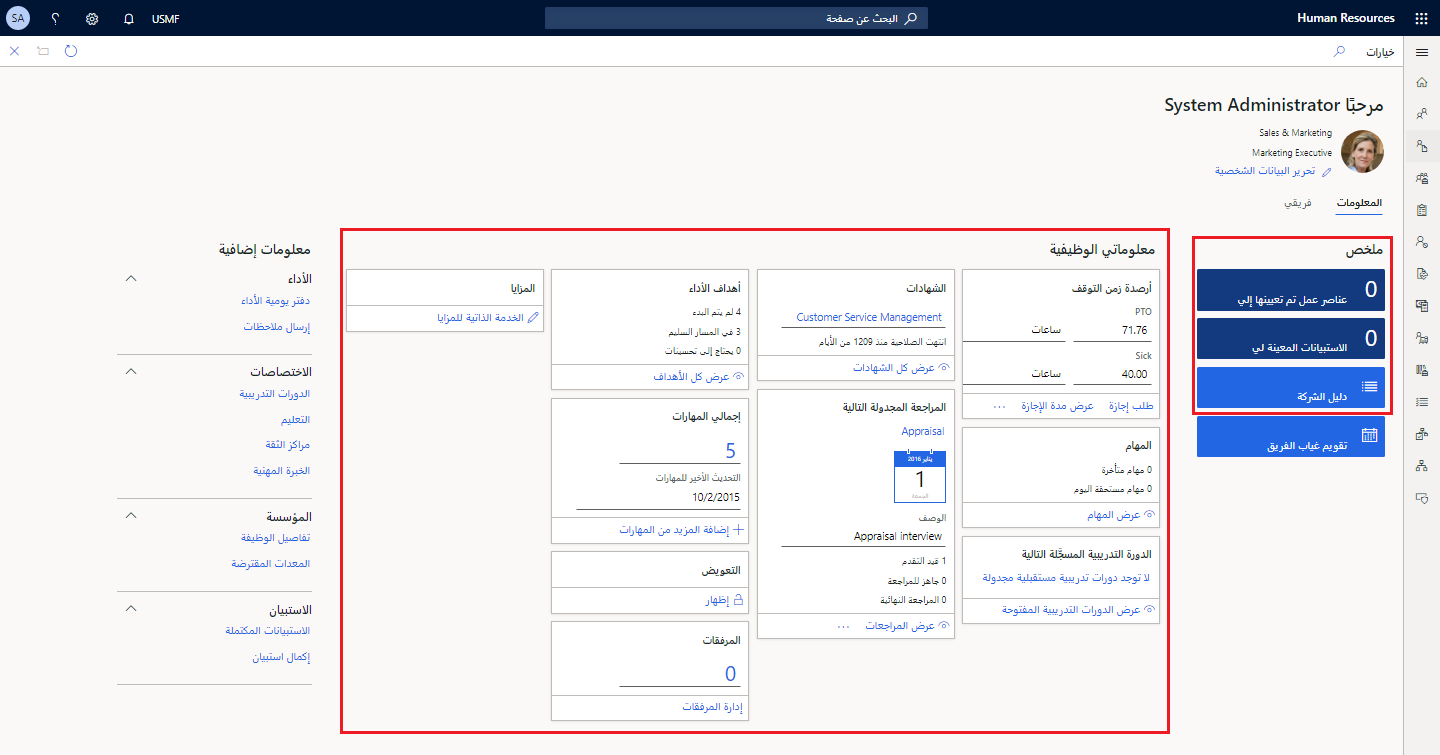 Human Resources
البحث عن صفحة
USMF
SA
خيارات
مرحبًا System Administrator
Sales & Marketing
Marketing Executive
تحرير البيانات الشخصية
المعلومات
فريقي
ملخص
0
عناصر عمل تم تعيينها إلي
0
الاستبيانات المعينة لي
دليل الشركة
تقويم غياب الفريق
معلوماتي الوظيفية
أرصدة زمن التوقف
PTO
71.76 ساعات
Sick
40.00 ساعات
طلب إجازة عرض مدة الإجازة ...
المهام
0 مهام متأخرة
0 مهام مستحقة اليوم
عرض المهام
الدورة التدريبية المسجَّلة التالية
لا توجد دورات تدريبية مستقبلية مجدولة
عرض الدورات التدريبية المفتوحة
الشهادات
Customer Service Management
انتهت الصلاحية منذ 1209 من الأيام
عرض كل الشهادات
المراجعة المجدولة التالية
Appraisal
يناير 2016
1
الجمعة
الوصف
Appraisal interview
1 قيد التقدم
0 جاهز للمراجعة
0 المراجعة النهائية
عرض المراجعات ...
أهداف الأداء
4 لم يتم البدء
3 في المسار السليم
0 يحتاج إلى تحسينات
عرض كل الأهداف
إجمالي المهارات
5
التحديث الأخير للمهارات
10/2/2015
إضافة المزيد من المهارات
التعويض
إظهار
المرفقات
0
إدارة المرفقات
المزايا
الخدمة الذاتية للمزايا
معلومات إضافية
الأداء
دفتر يومية الأداء
إرسال ملاحظات
الاختصاصات
الدورات التدريبية
التعليم
مراكز الثقة
الخبرة المهنية
المؤسسة
تفاصيل الوظيفة
المعدات المقترضة
الاستبيان
الاستبيانات المكتملة
إكمال استبيان